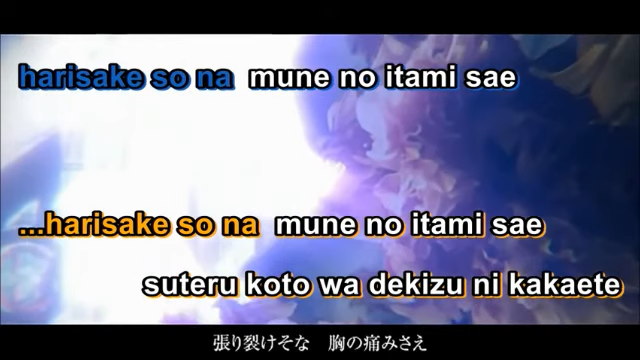 harisake so na mune no itami sae
...harisake so na mune no itami sae
suteru koto wa dekizu ni kakaete
張り裂けそな 胸の痛みさえ